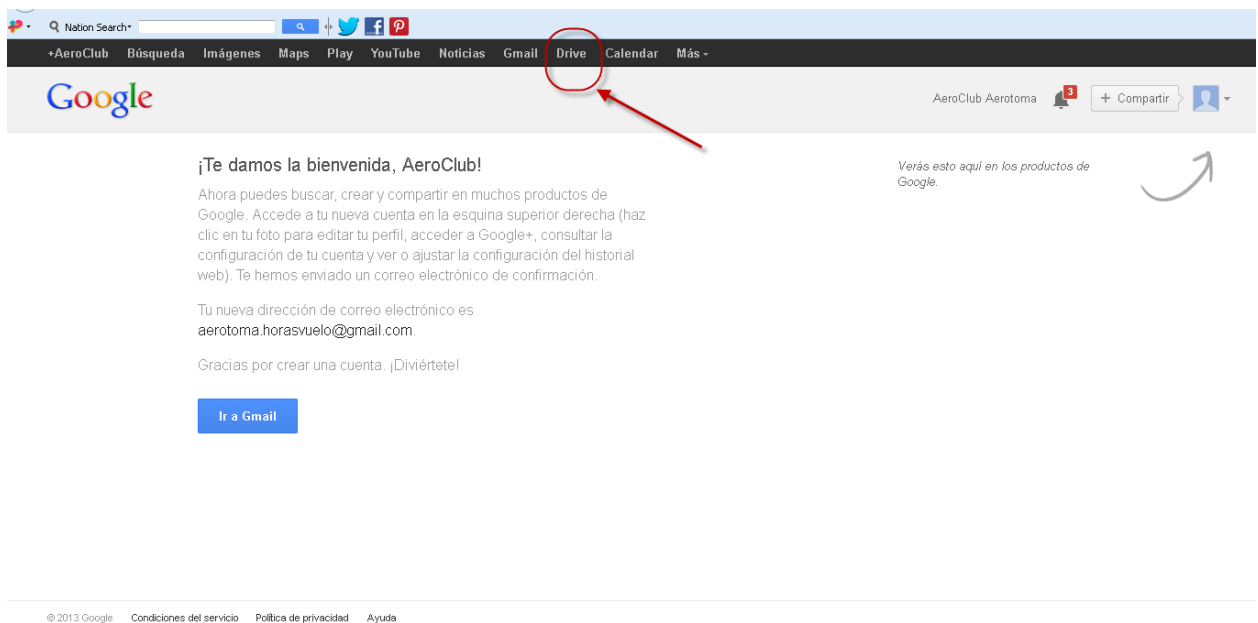 Nation Search
+AeroClub Búsqueda Imágenes Maps Play YouTube Noticias Gmail Drive Calendar Más
Google
AeroClub Aerotoma 3 + Compartir
¡Te damos la bienvenida, AeroClub!
Ahora puedes buscar, crear y compartir en muchos productos de
Google. Accede a tu nueva cuenta en la esquina superior derecha (haz
clic en tu foto para editar tu perfil, acceder a Google+, consultar la
configuración de tu cuenta y ver o ajustar la configuración del historial
web). Te hemos enviado un correo electrónico de confirmación.
Tu nueva dirección de correo electrónico es
aerotoma.horasvuelo@gmail.com.
Gracias por crear una cuenta. ¡Diviértete!
Ir a Gmail
Verás esto aquí en los productos de
Google.
© 2013 Google Condiciones del servicio Política de privacidad Ayuda